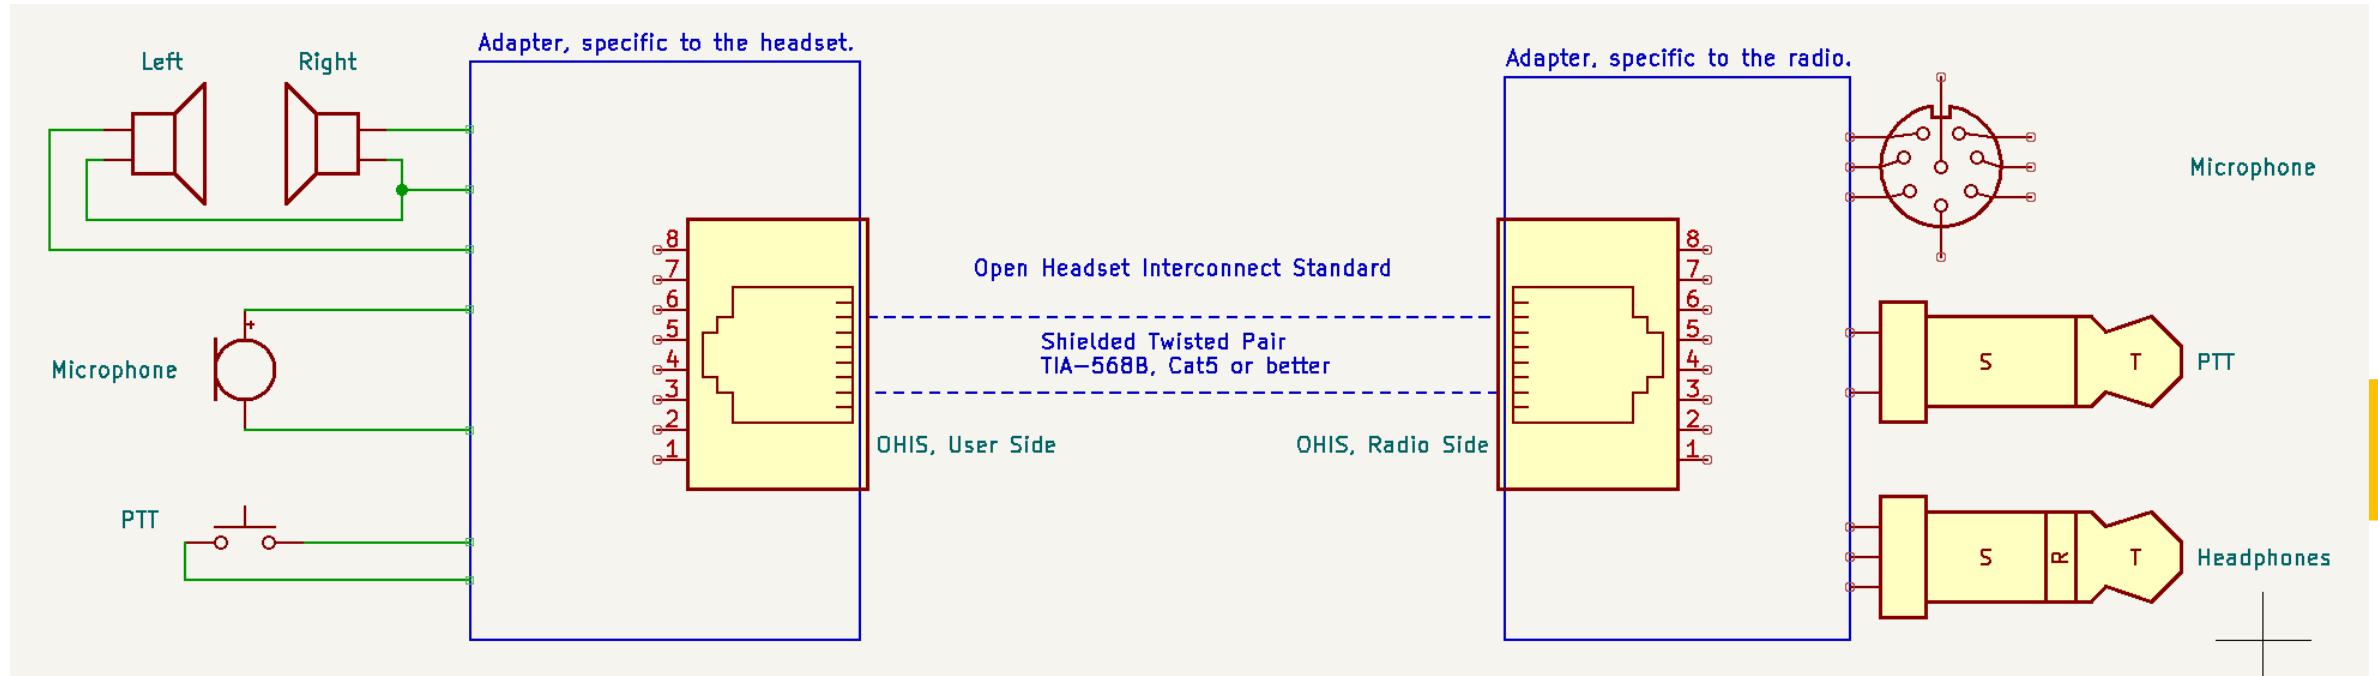 Adapter, specific to the headset.
Left
Right
8
7
6
5
4
3
2
1
+
Microphone
PTT
OHIS, User Side
Open Headset Interconnect Standard
Shielded Twisted Pair
TIA-568B, Cat5 or better
OHIS, Radio Side
Adapter, specific to the radio.
8
7
6
5
4
3
2
1
Microphone
S T PTT
S R T Headphones